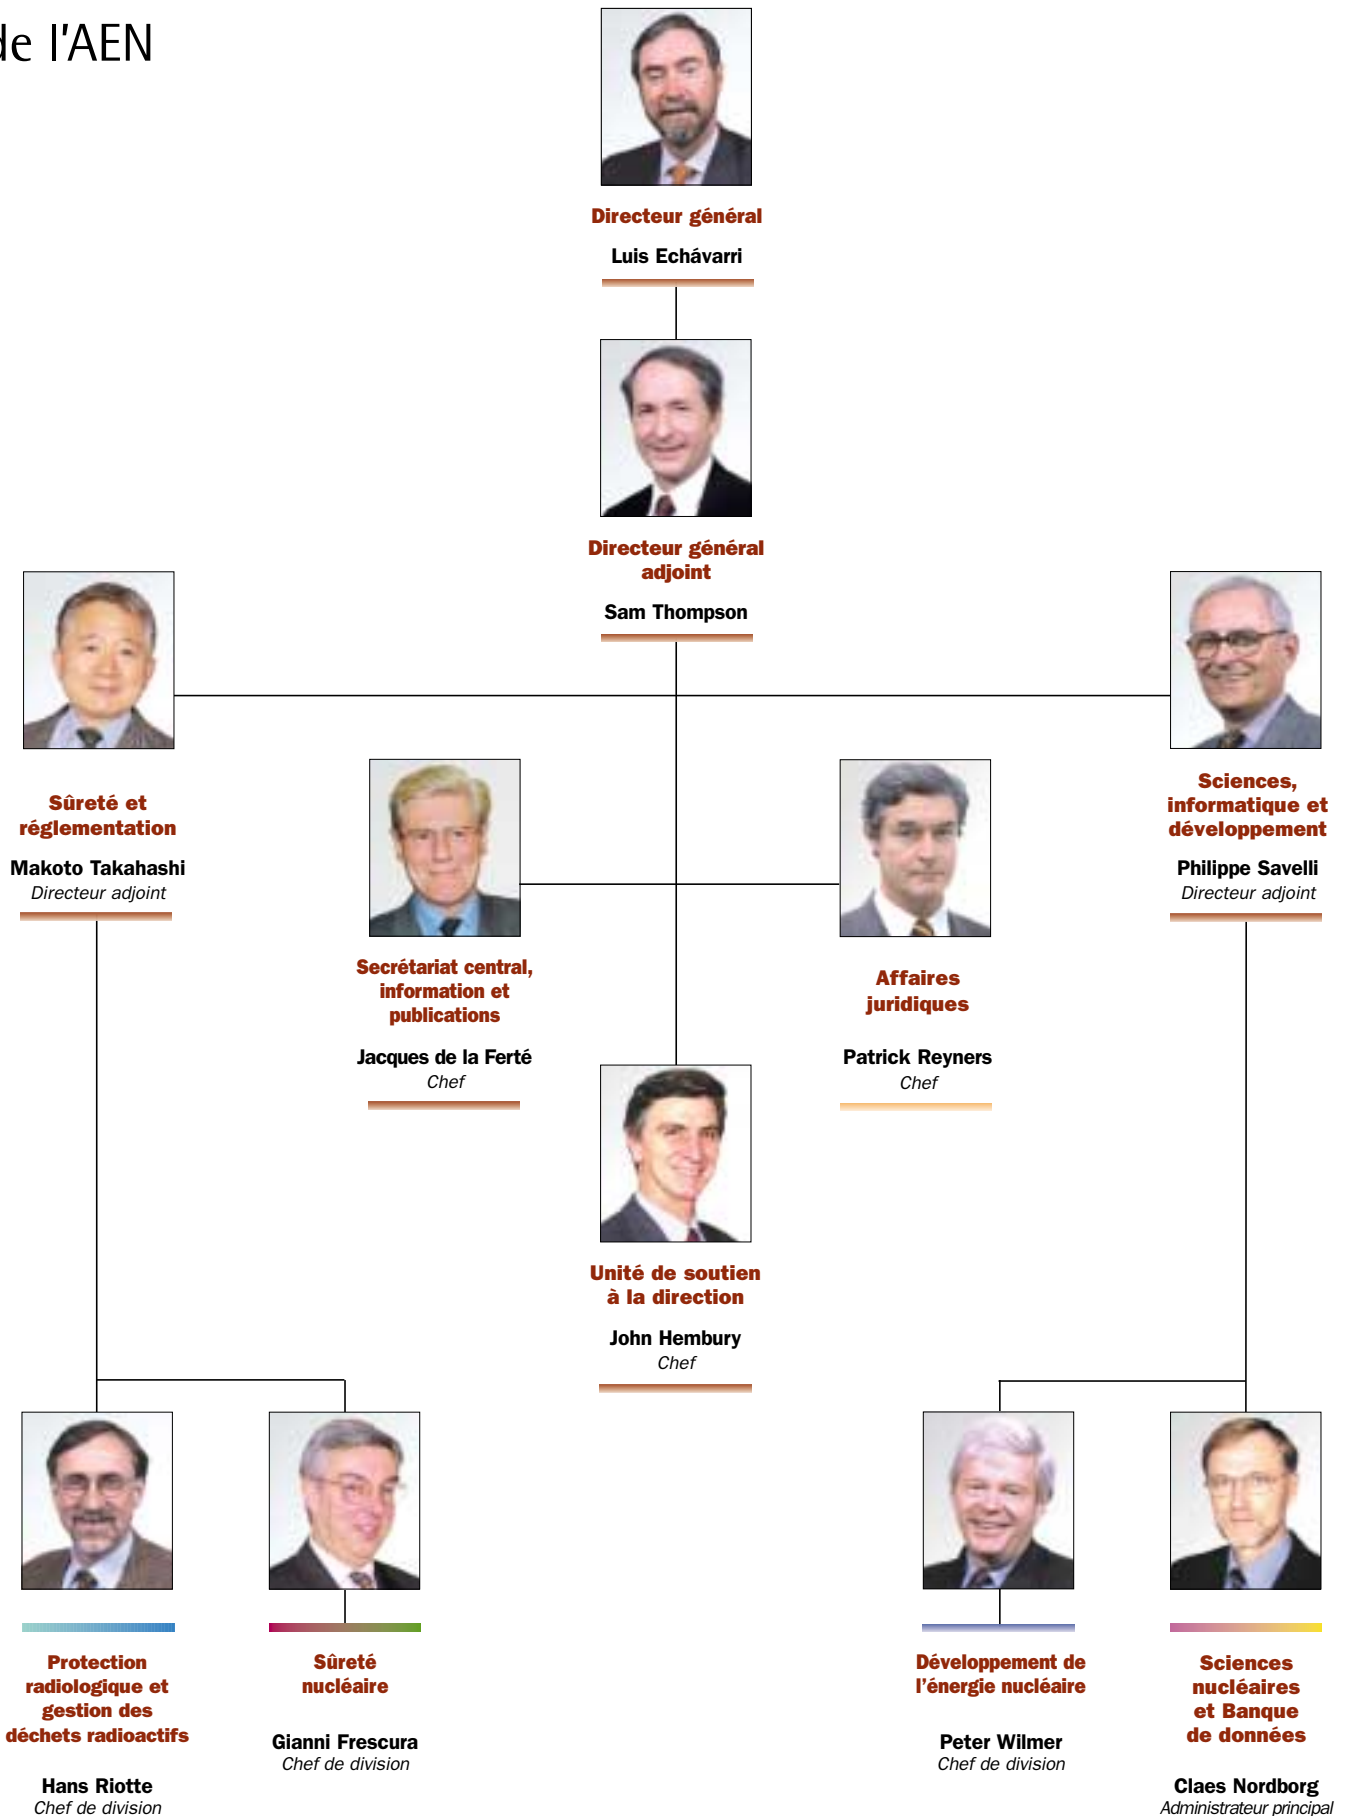 de l'AEN
Directeur général
Luis Echávarri
Directeur général
adjoint
Sam Thompson
Sûreté et
réglementation
Makoto Takahashi
Directeur adjoint
Sciences,
informatique et
développement
Philippe Savelli
Directeur adjoint
Secrétariat central,
information et
publications
Jacques de la Ferté
Chef
Affaires
juridiques
Patrick Reyners
Chef
Unité de soutien
à la direction
John Hembury
Chef
Protection
radiologique et
gestion des
déchets radioactifs
Hans Riotte
Chef de division
Sûreté
nucléaire
Gianni Frescura
Chef de division
Développement de
l'énergie nucléaire
Peter Wilmer
Chef de division
Sciences
nucléaires
et Banque
de données
Claes Nordborg
Administrateur principal